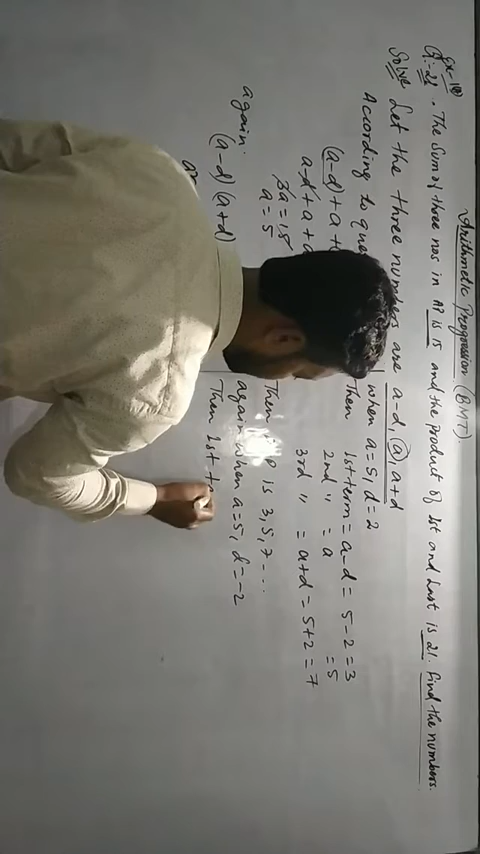 Arithmetic Progression (BMT).
Ex-10
Q:-21. The Sum of three nos in AP is 15 and the product of 1st and Last is 21. Find the numbers.
Solve Let the three numbers are a-d, a, a+d
According to que
(a-d) + a +
a-d + a + a
3a = 15
a = 5
again.
(a-d) (a+d)
when a=5, d=2
Then 1st term = a-d = 5-2 = 3
2nd " = a = 5
3rd " = a+d = 5+2 = 7
Then P is 3, 5, 7 ...
again when a=5, d=-2
Then 1st t